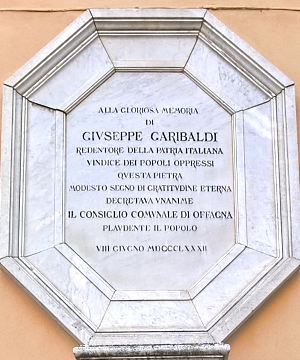 ALLA GLORIOSA MEMORIA
DI
GIVSEPPE GARIBALDI
REDENTORE DELLA PATRIA ITALIANA
VINDICE DEI POPOLI OPPRESSI
QVESTA PIETRA
MODESTO SEGNO DI GRATITUDINE ETERNA
DECRETAVA VNANIME
IL CONSIGLIO COMVNALE DI OFFAGNA
PLAVDENTE IL POPOLO
VIII GIVGNO MDCCCLXXXII